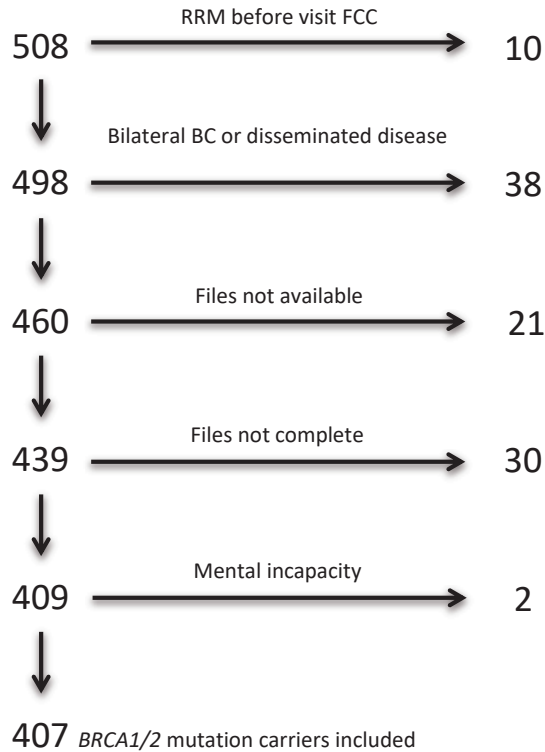 RRM before visit FCC
508 10
Bilateral BC or disseminated disease
498 38
Files not available
460 21
Files not complete
439 30
Mental incapacity
409 2
407 BRCA1/2 mutation carriers included